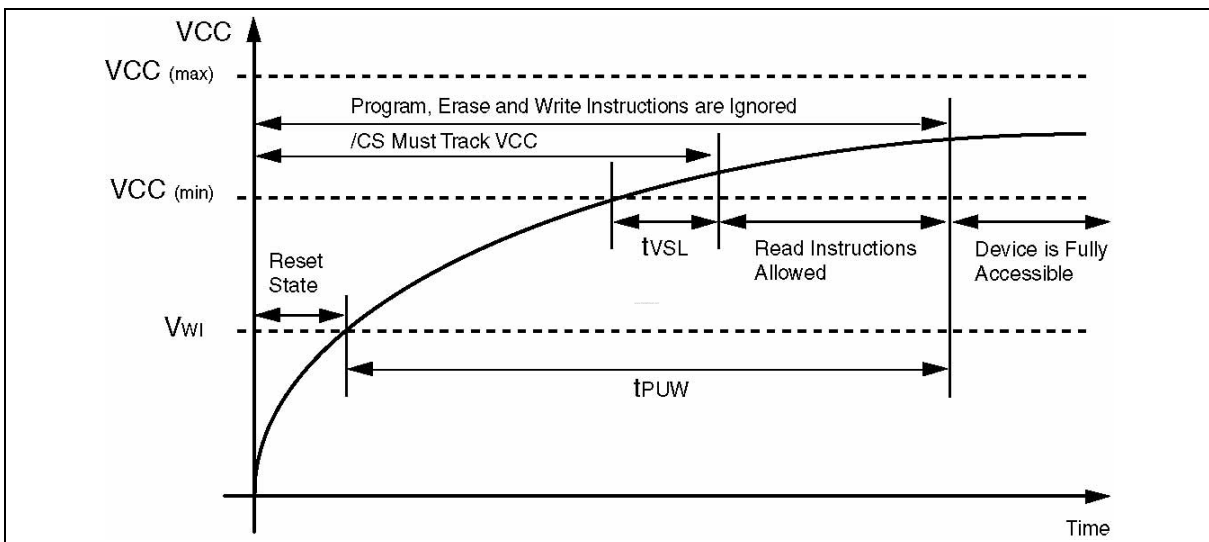 VCC
VCC (max)
Program, Erase and Write Instructions are Ignored
/CS Must Track VCC
VCC (min)
tVSL
Read Instructions
Allowed
Device is Fully
Accessible
Reset
State
VWI
tPUW
Time